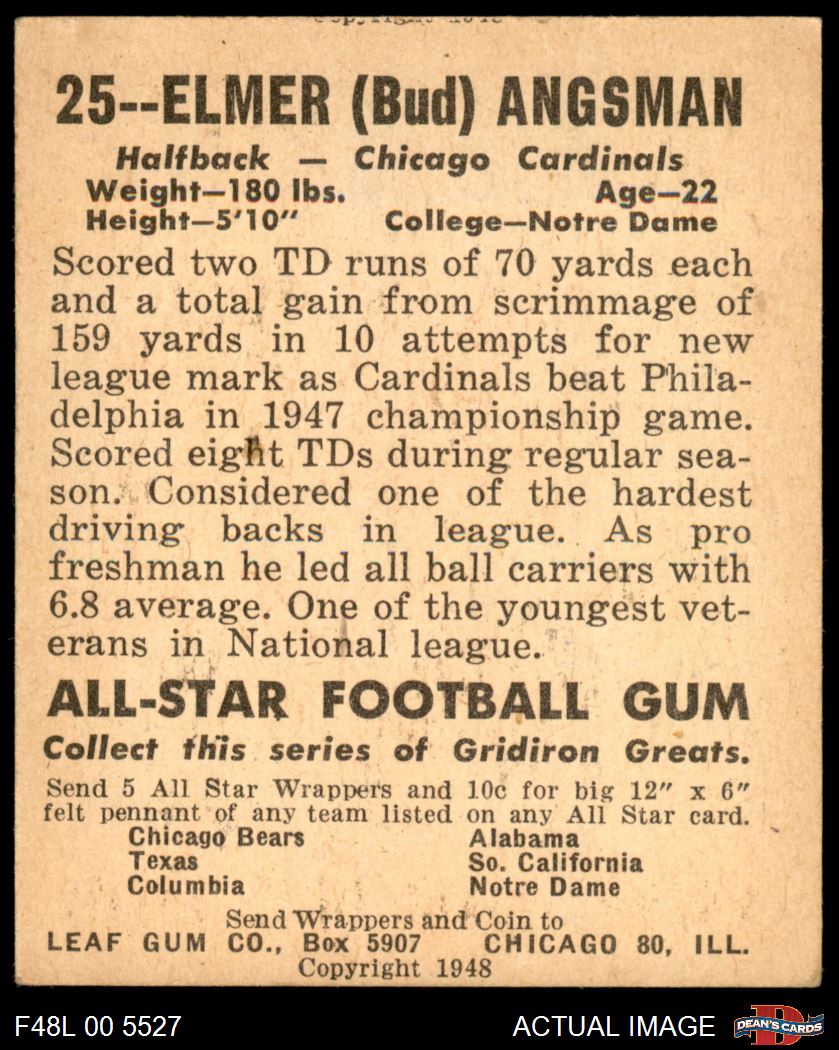 25--ELMER (Bud) ANGSMAN
Halfback — Chicago Cardinals
Weight—180 lbs. Age—22
Height—5'10" College—Notre Dame
Scored two TD runs of 70 yards each
and a total gain from scrimmage of
159 yards in 10 attempts for new
league mark as Cardinals beat Phila-
delphia in 1947 championship game.
Scored eight TDs during regular sea-
son. Considered one of the hardest
driving backs in league. As pro
freshman he led all ball carriers with
6.8 average. One of the youngest vet-
erans in National league.
ALL-STAR FOOTBALL GUM
Collect this series of Gridiron Greats.
Send 5 All Star Wrappers and 10c for big 12" x 6"
felt pennant of any team listed on any All Star card.
Chicago Bears Alabama
Texas So. California
Columbia Notre Dame
Send Wrappers and Coin to
LEAF GUM CO., Box 5907 CHICAGO 80, ILL.
Copyright 1948
F48L 00 5527 ACTUAL IMAGE DEAN'S CARDS